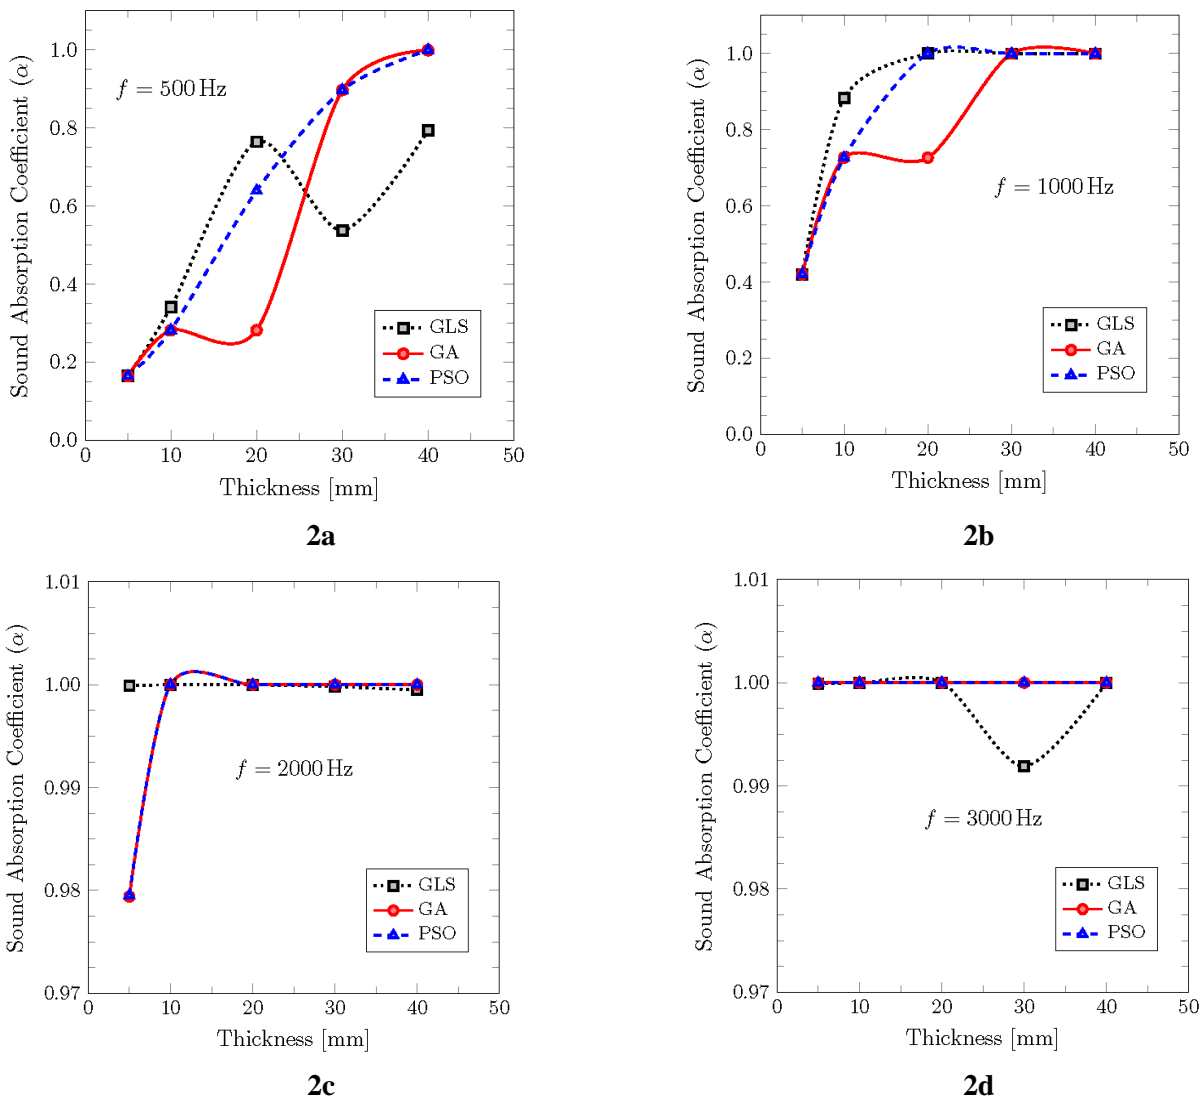 Sound Absorption Coefficient (α)
1.0
0.8
0.6
0.4
0.2
0.0
f = 500 Hz
GLS
GA
PSO
0 10 20 30 40 50
Thickness [mm]
2a
Sound Absorption Coefficient (α)
1.0
0.8
0.6
0.4
0.2
0.0
f = 1000 Hz
GLS
GA
PSO
0 10 20 30 40 50
Thickness [mm]
2b
Sound Absorption Coefficient (α)
1.01
1.00
0.99
0.98
0.97
f = 2000 Hz
GLS
GA
PSO
0 10 20 30 40 50
Thickness [mm]
2c
Sound Absorption Coefficient (α)
1.01
1.00
0.99
0.98
0.97
f = 3000 Hz
GLS
GA
PSO
0 10 20 30 40 50
Thickness [mm]
2d